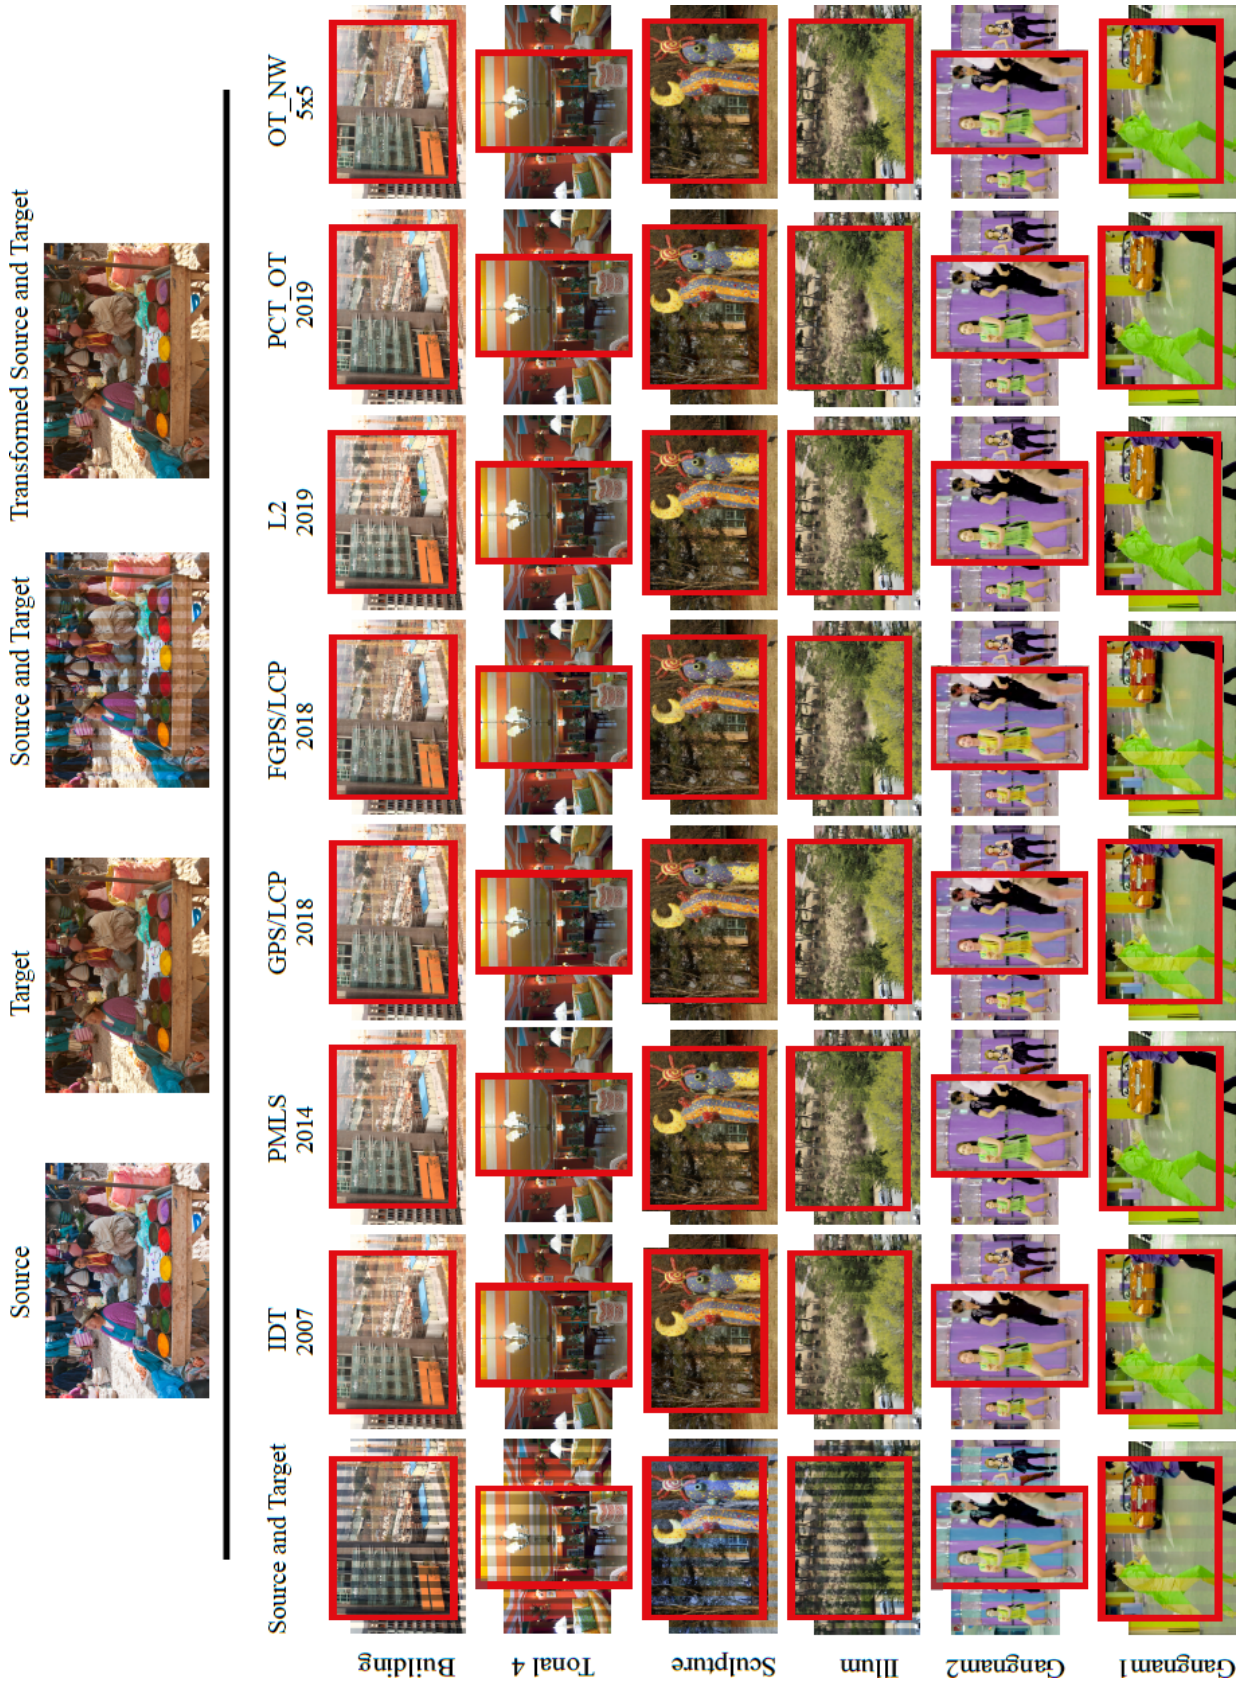 Source
Target
Source and Target
Transformed Source and Target
Source and Target
IDT
2007
PMLS
2014
GPS/LCP
2018
FGPS/LCP
2018
L2
2019
PCT_OT
2019
OT_NW
5x5
Building
Tonal 4
Sculpture
Illum
Gangnam2
Gangnam1